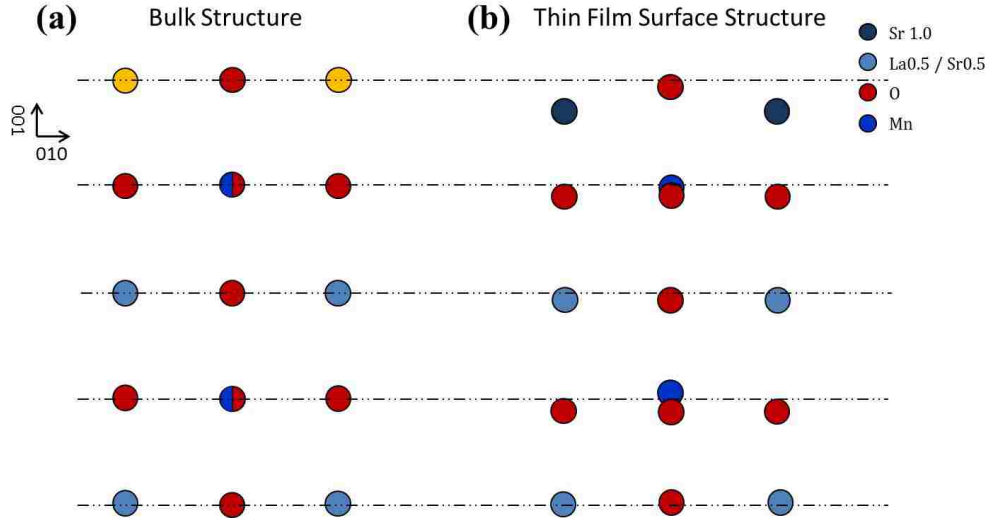 (a) Bulk Structure
(b) Thin Film Surface Structure
Sr 1.0
La0.5 / Sr0.5
O
Mn
001
010